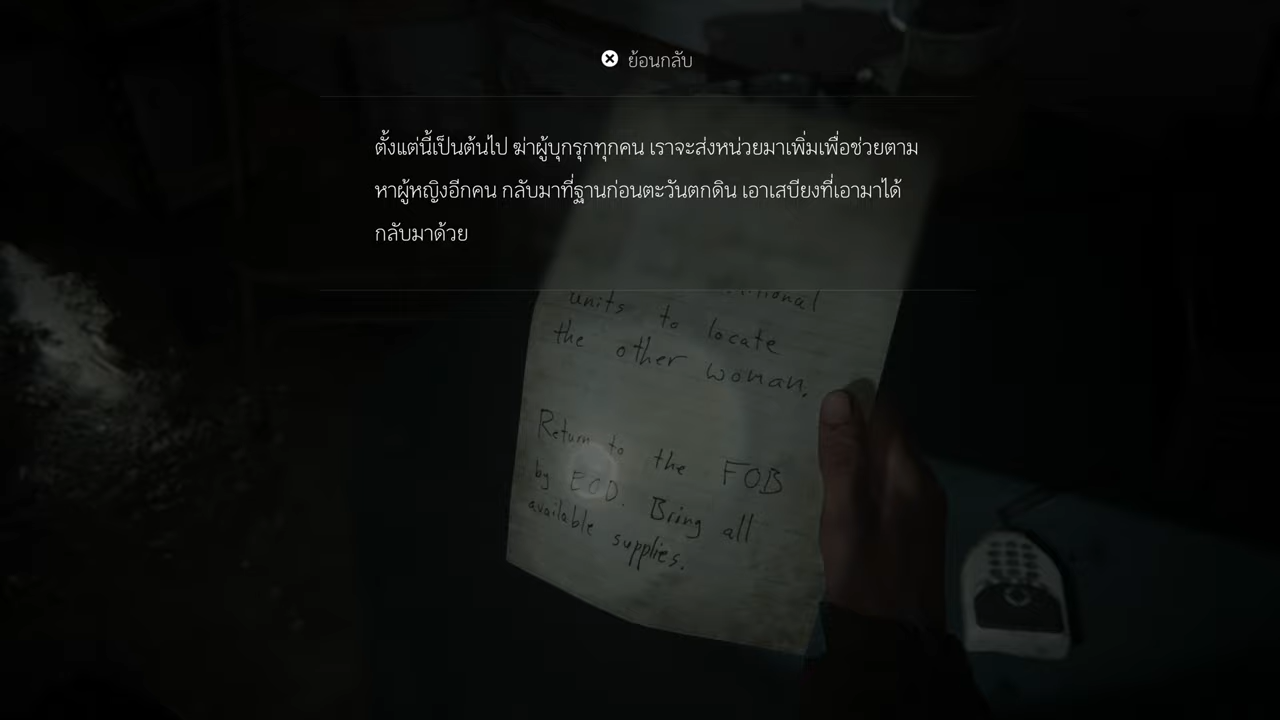 ย้อนกลับ
ตั้งแต่นี้เป็นต้นไป ฆ่าผู้บุกรุกทุกคน เราจะส่งหน่วยมาเพิ่มเพื่อช่วยตาม
หาผู้หญิงอีกคน กลับมาที่ฐานก่อนตะวันตกดิน เอาเสบียงที่เอามาได้
กลับมาด้วย
units to locate
the other woman.
Return to the FOB
by EOD. Bring all
available supplies.